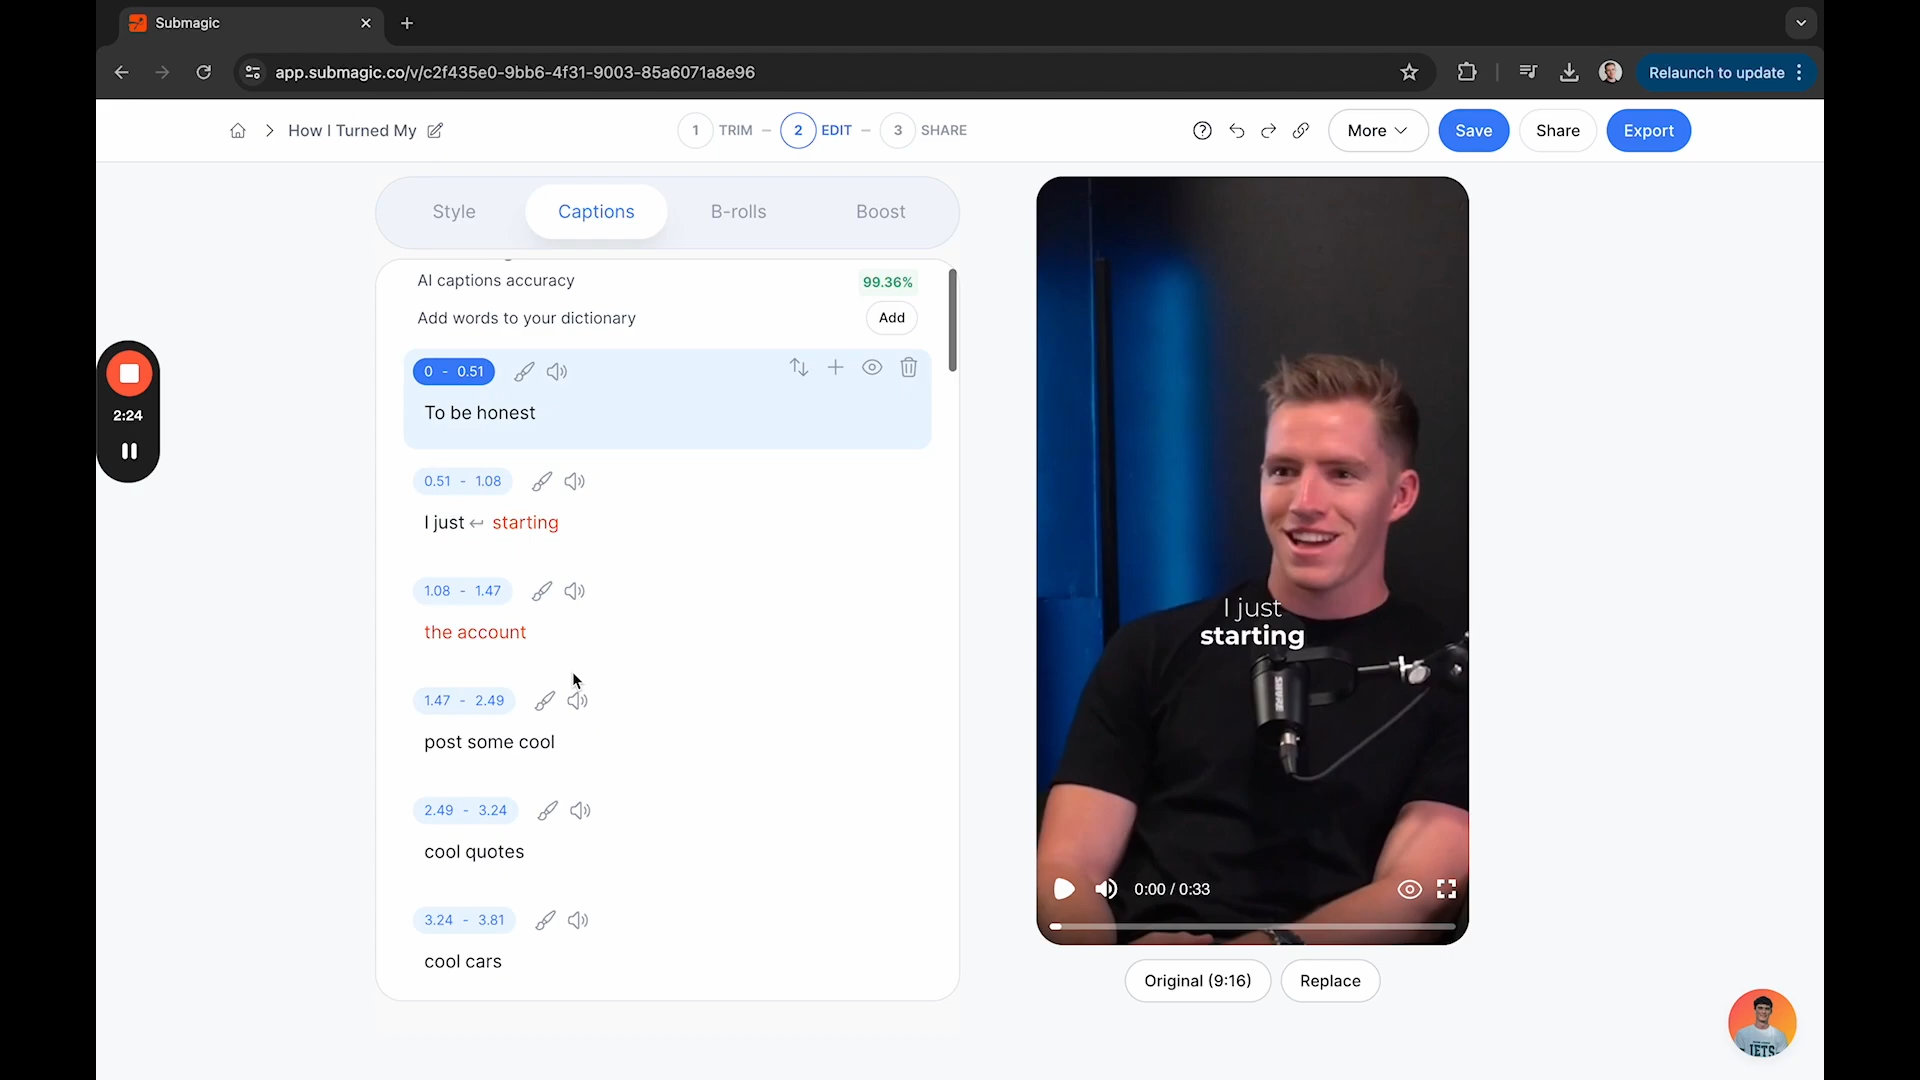 Submagic
app.submagic.co/v/c2f435e0-9bb6-4f31-9003-85a6071a8e96
Relaunch to update
How I Turned My
1 TRIM – 2 EDIT – 3 SHARE
More
Save
Share
Export
Style
Captions
B-rolls
Boost
AI captions accuracy
99.36%
Add words to your dictionary
Add
0 - 0.51
To be honest
0.51 - 1.08
I just ↩ starting
1.08 - 1.47
the account
1.47 - 2.49
post some cool
2.49 - 3.24
cool quotes
3.24 - 3.81
cool cars
2:24
I just
starting
SHURE
0:00 / 0:33
Original (9:16)
Replace
JETS